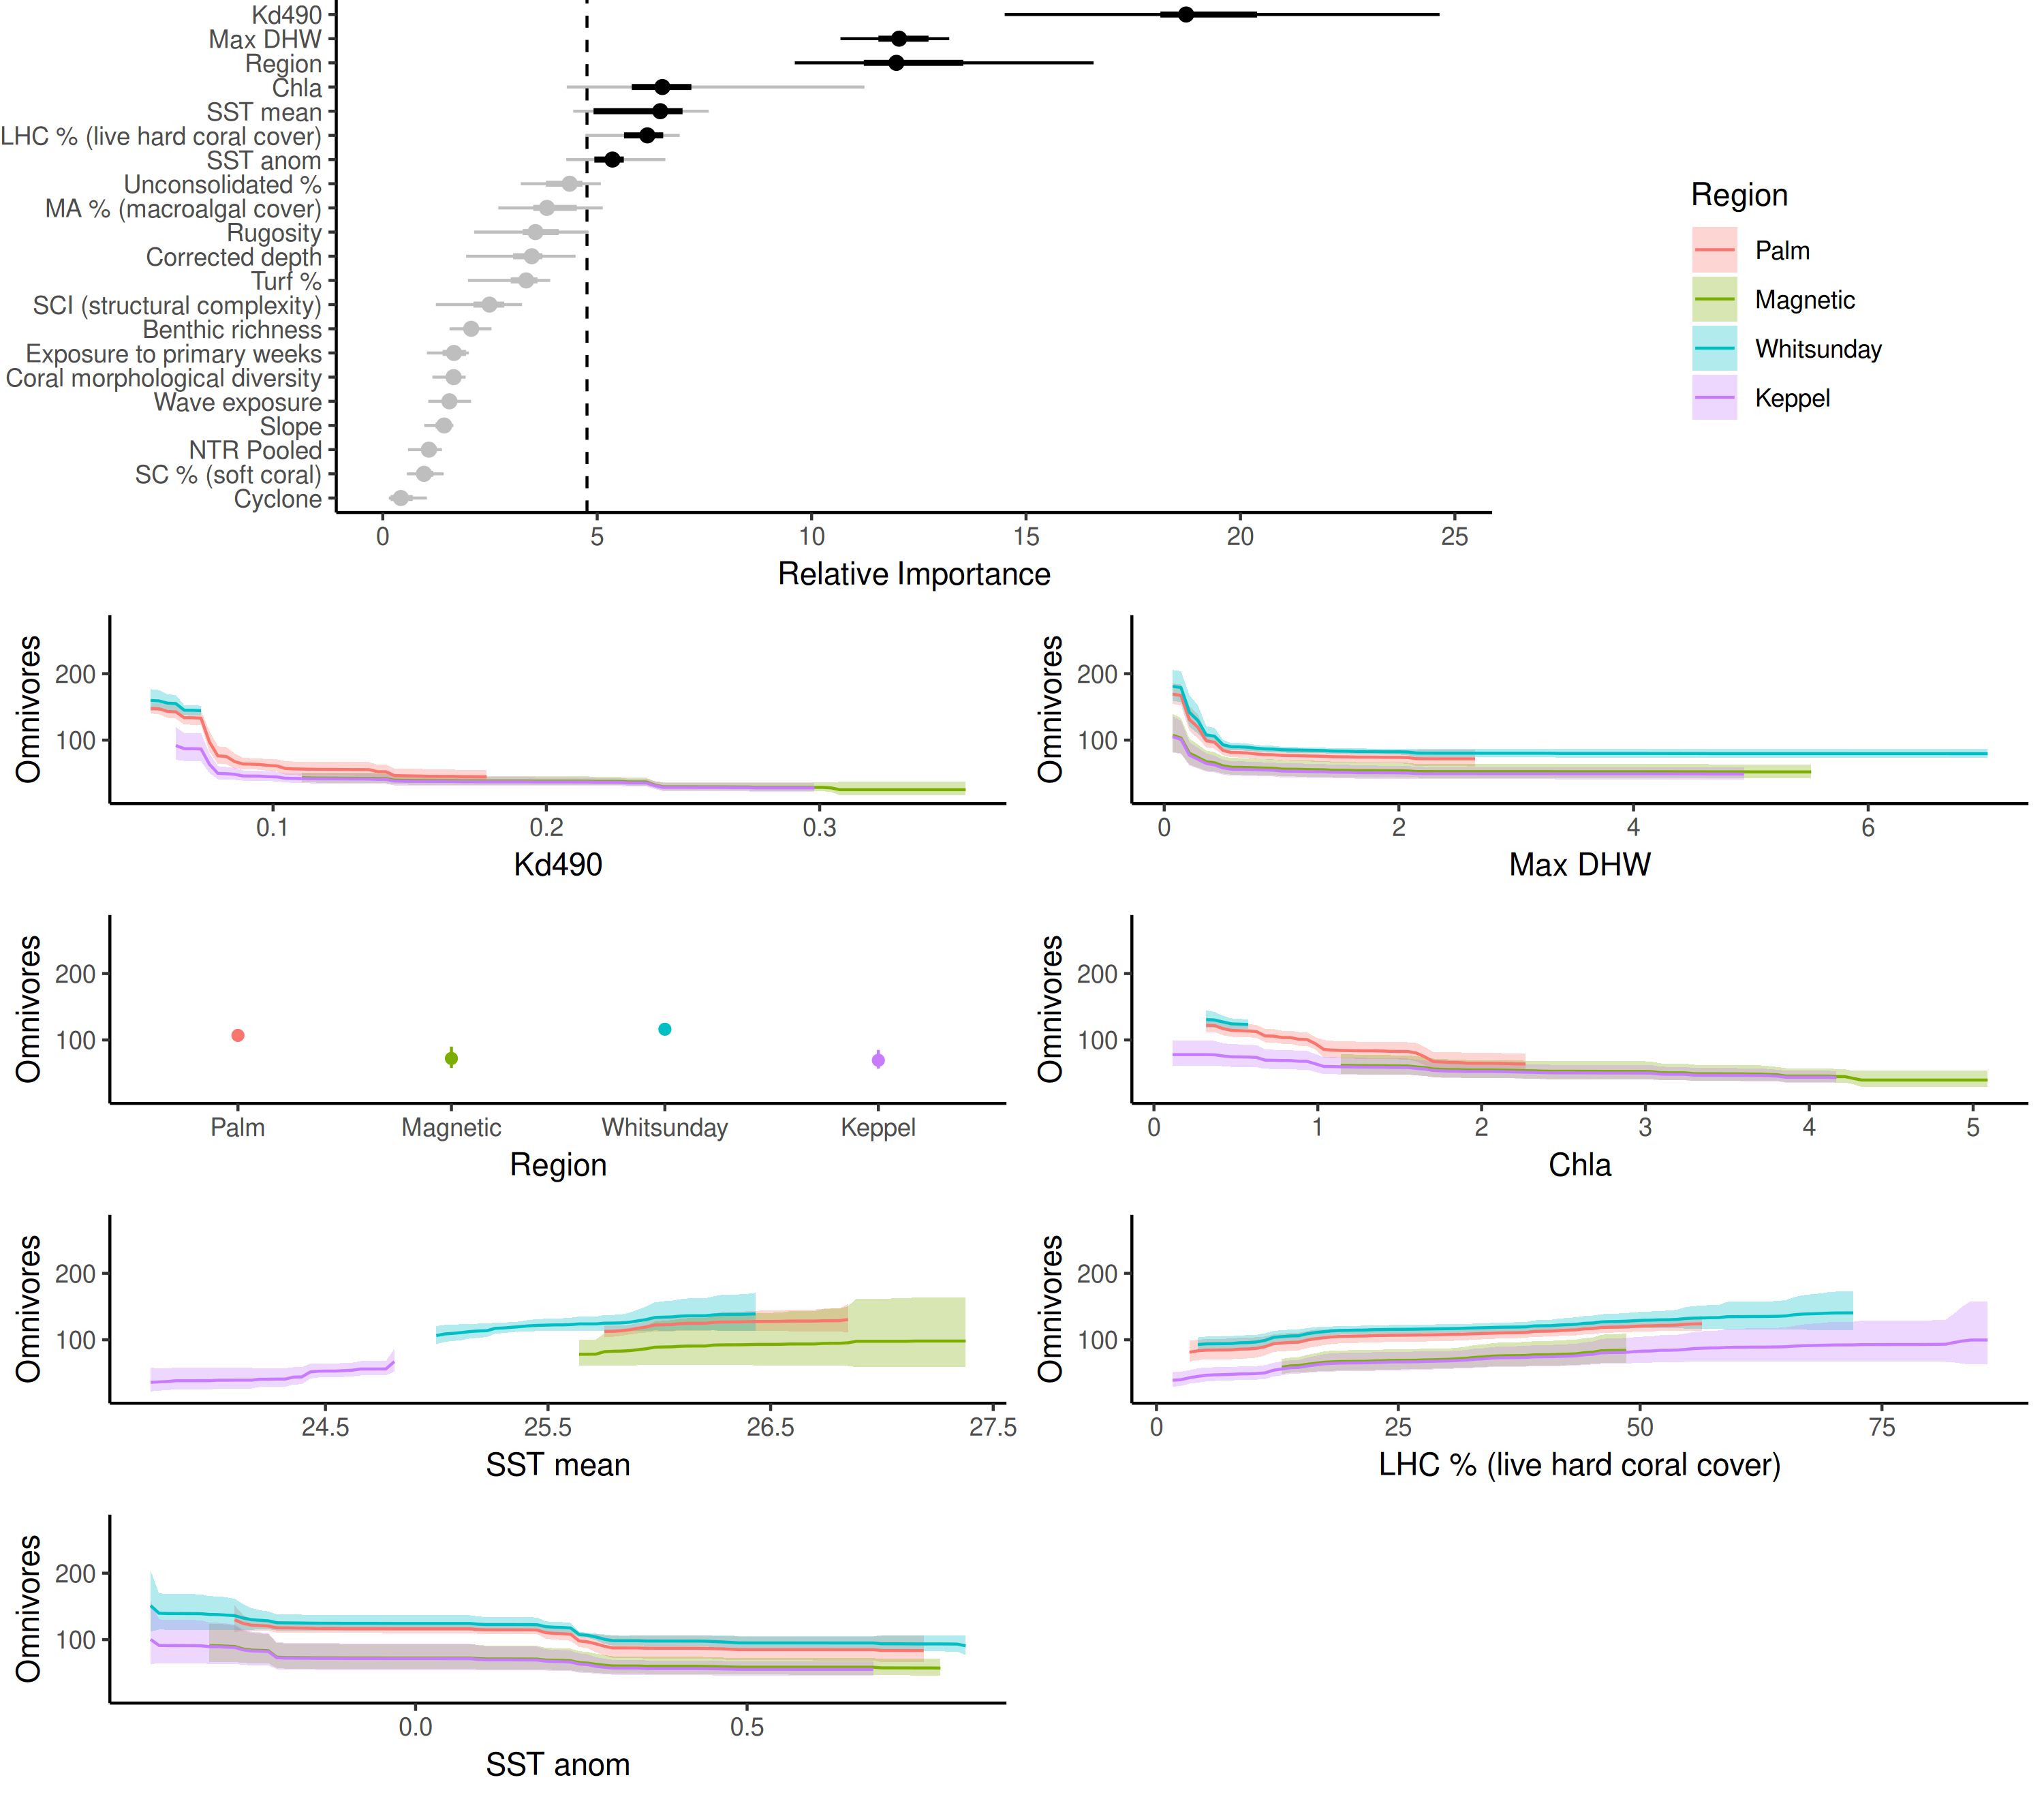 Kd490
Max DHW
Region
Chla
SST mean
LHC % (live hard coral cover)
SST anom
Unconsolidated %
MA % (macroalgal cover)
Rugosity
Corrected depth
Turf %
SCI (structural complexity)
Benthic richness
Exposure to primary weeks
Coral morphological diversity
Wave exposure
Slope
NTR Pooled
SC % (soft coral)
Cyclone
0 5 10 15 20 25
Relative Importance
Region
Palm
Magnetic
Whitsunday
Keppel
Omnivores
200
100
0.1 0.2 0.3
Kd490
Omnivores
200
100
0 2 4 6
Max DHW
Omnivores
200
100
Palm Magnetic Whitsunday Keppel
Region
Omnivores
200
100
0 1 2 3 4 5
Chla
Omnivores
200
100
24.5 25.5 26.5 27.5
SST mean
Omnivores
200
100
0 25 50 75
LHC % (live hard coral cover)
Omnivores
200
100
0.0 0.5
SST anom